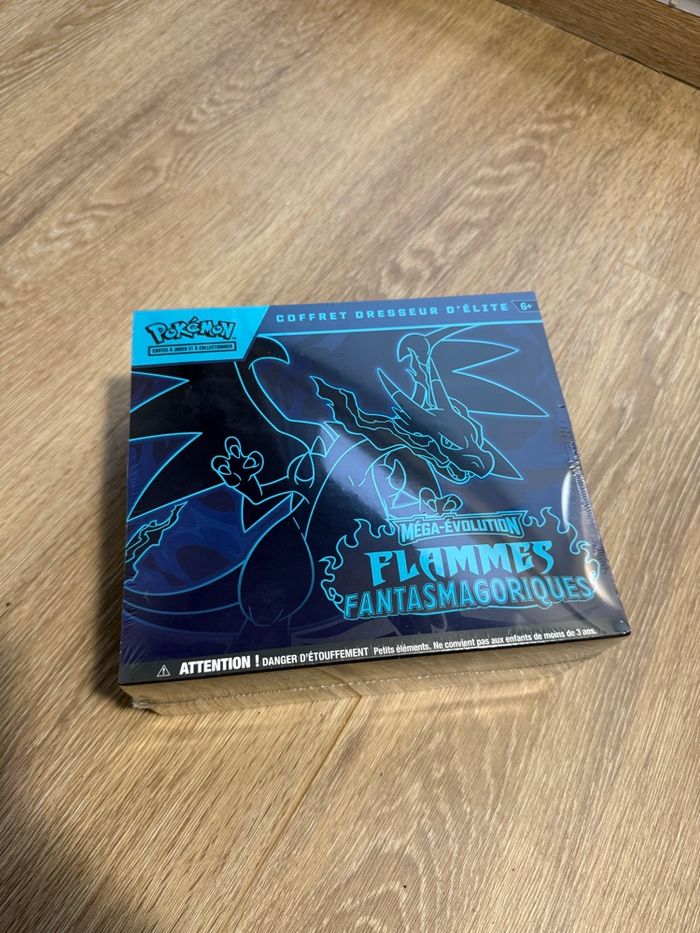 COFFRET DRESSEUR D'ÉLITE 6+
POKÉMON
CARTES À JOUER ET À COLLECTIONNER
MÉGA-ÉVOLUTION
FLAMMES
FANTASMAGORIQUES
ATTENTION ! DANGER D'ÉTOUFFEMENT Petits éléments. Ne convient pas aux enfants de moins de 3 ans.